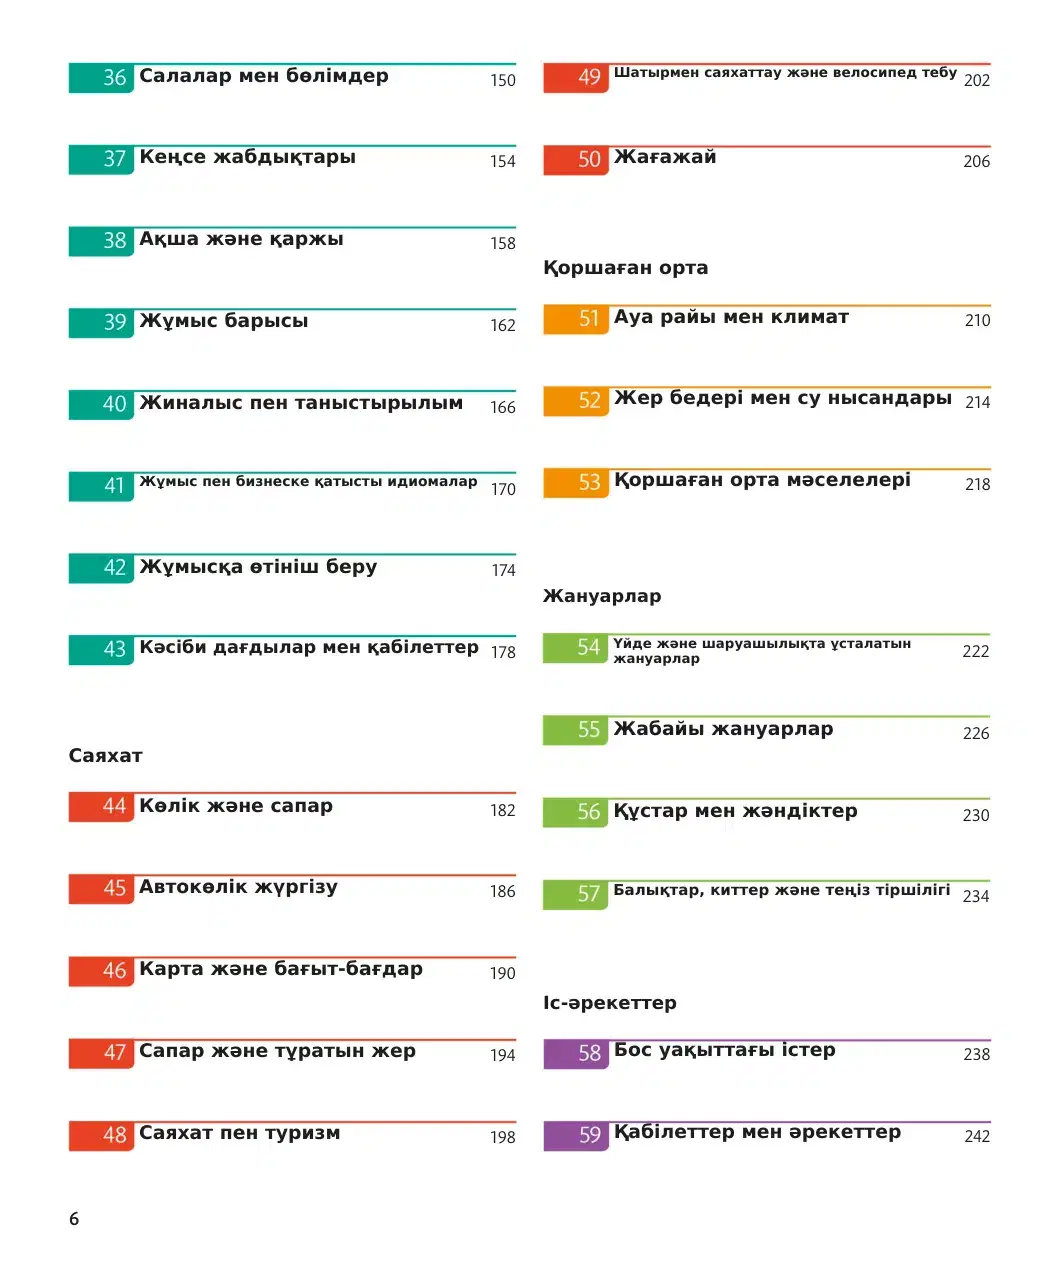 36 Салалар мен бөлімдер 150
37 Кеңсе жабдықтары 154
38 Ақша және қаржы 158
39 Жұмыс барысы 162
40 Жиналыс пен таныстырылым 166
41 Жұмыс пен бизнеске қатысты идиомалар 170
42 Жұмысқа өтініш беру 174
43 Кәсіби дағдылар мен қабілеттер 178
Саяхат
44 Көлік және сапар 182
45 Автокөлік жүргізу 186
46 Карта және бағыт-бағдар 190
47 Сапар және тұратын жер 194
48 Саяхат пен туризм 198
49 Шатырмен саяхаттау және велосипед тебу 202
50 Жағажай 206
Қоршаған орта
51 Ауа райы мен климат 210
52 Жер бедері мен су нысандары 214
53 Қоршаған орта мәселелері 218
Жануарлар
54 Үйде және шаруашылықта ұсталатын
жануарлар 222
55 Жабайы жануарлар 226
56 Құстар мен жәндіктер 230
57 Балықтар, киттер және теңіз тіршілігі 234
Іс-әрекеттер
58 Бос уақыттағы істер 238
59 Қабілеттер мен әрекеттер 242
6